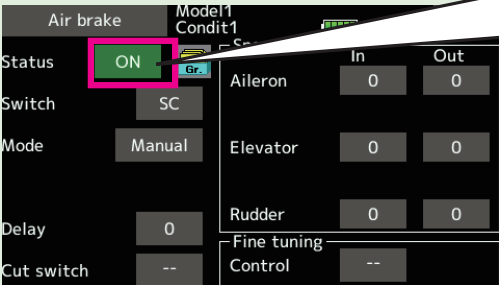 Air brake
Model1
Condit1
Status ON Gr.
In Out
Aileron 0 0
Switch SC
Mode Manual
Elevator 0 0
Rudder 0 0
Delay 0
Fine tuning
Cut switch --
Control --